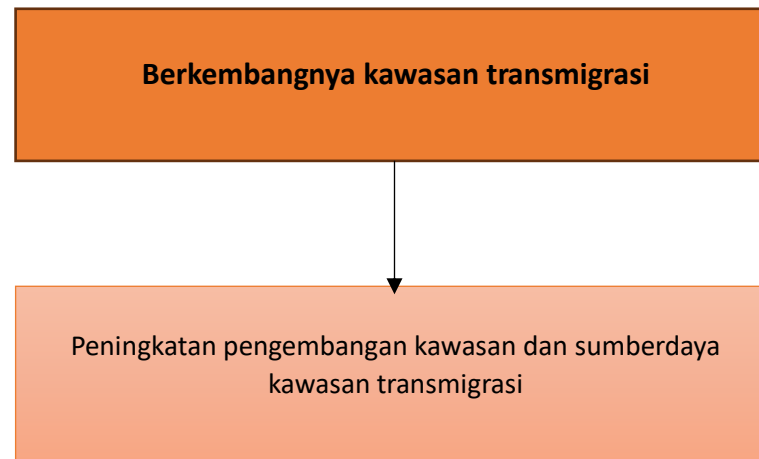 Berkembangnya kawasan transmigrasi
Peningkatan pengembangan kawasan dan sumberdaya
kawasan transmigrasi